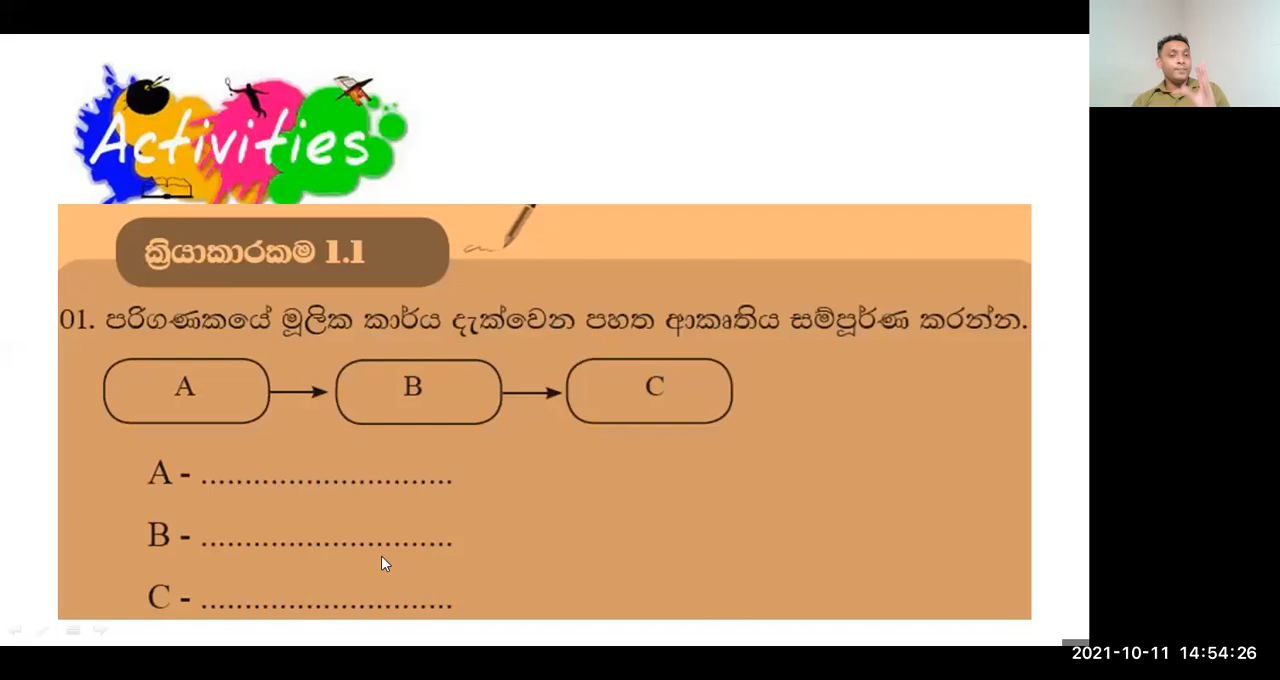 Activities
ක්‍රියාකාරකම 1.1
01. පරිගණකයේ මූලික කාර්ය දැක්වෙන පහත ආකෘතිය සම්පූර්ණ කරන්න.
A B C
A - ............................
B - ............................
C - ............................
2021-10-11 14:54:26